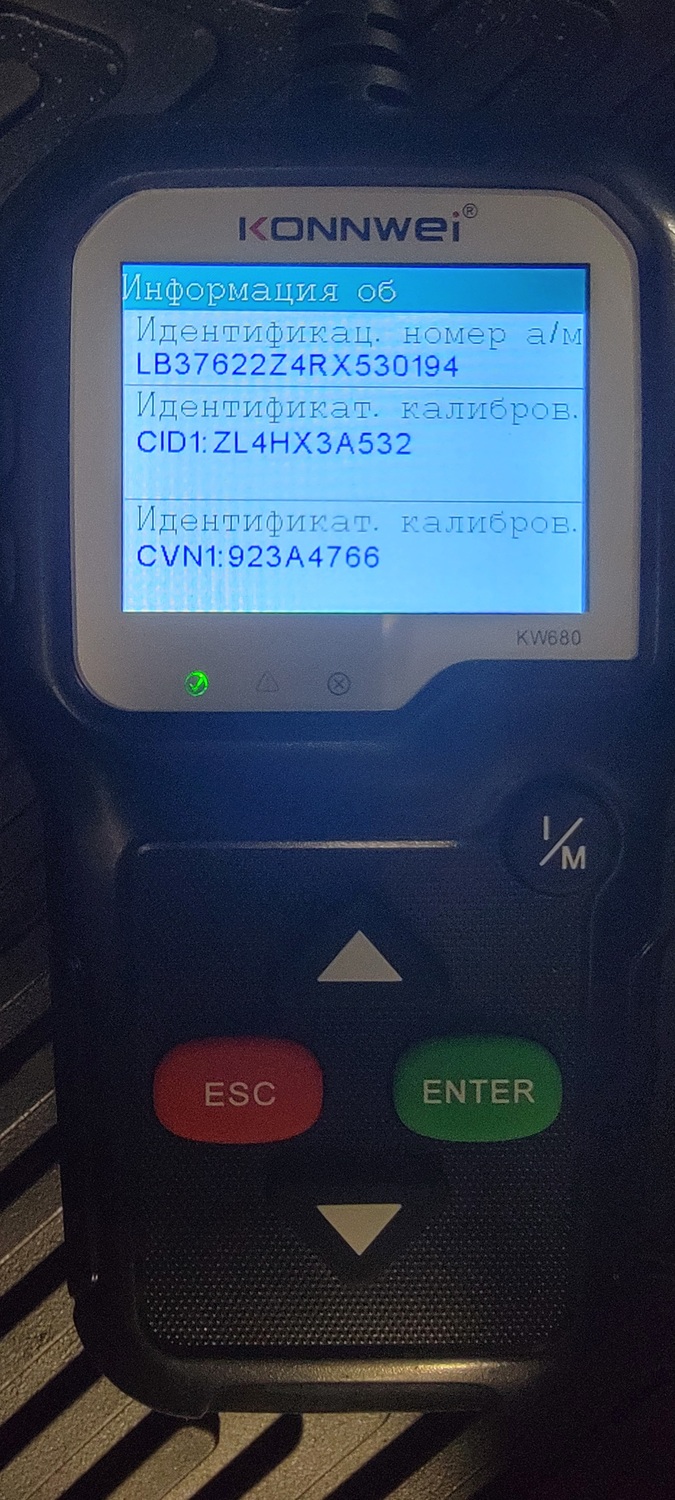 KONNWEI®
Информация об
Идентификац. номер а/м
LB37622Z4RX530194
Идентификат. калибров.
CID1:ZL4HX3A532
Идентификат. калибров.
CVN1:923A4766
KW680
I/M
ESC
ENTER